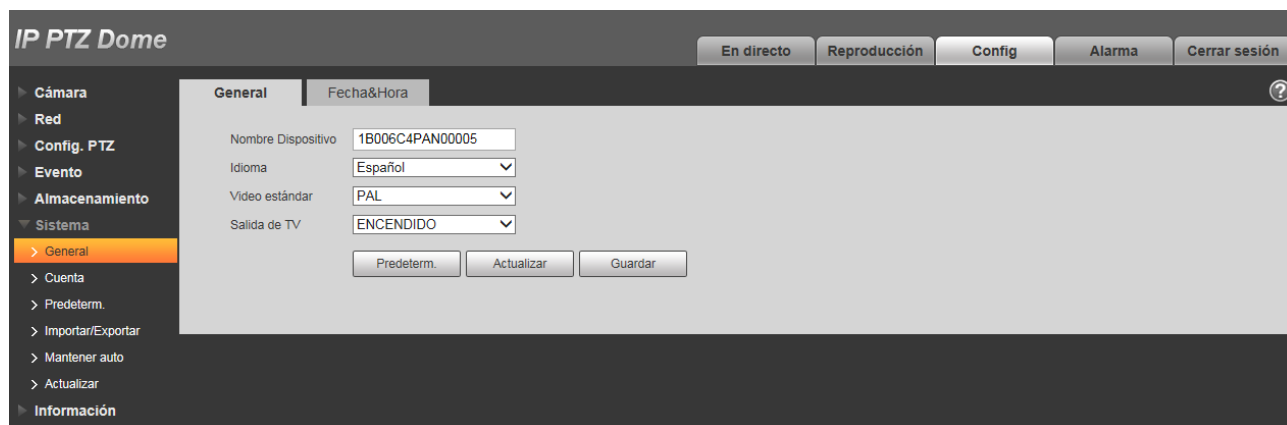 IP PTZ Dome
En directo Reproducción Config Alarma Cerrar sesión
Cámara
Red
Config. PTZ
Evento
Almacenamiento
Sistema
> General
> Cuenta
> Predeterm.
> Importar/Exportar
> Mantener auto
> Actualizar
Información
General Fecha&Hora
?
Nombre Dispositivo 1B006C4PAN00005
Idioma Español
Video estándar PAL
Salida de TV ENCENDIDO
Predeterm. Actualizar Guardar